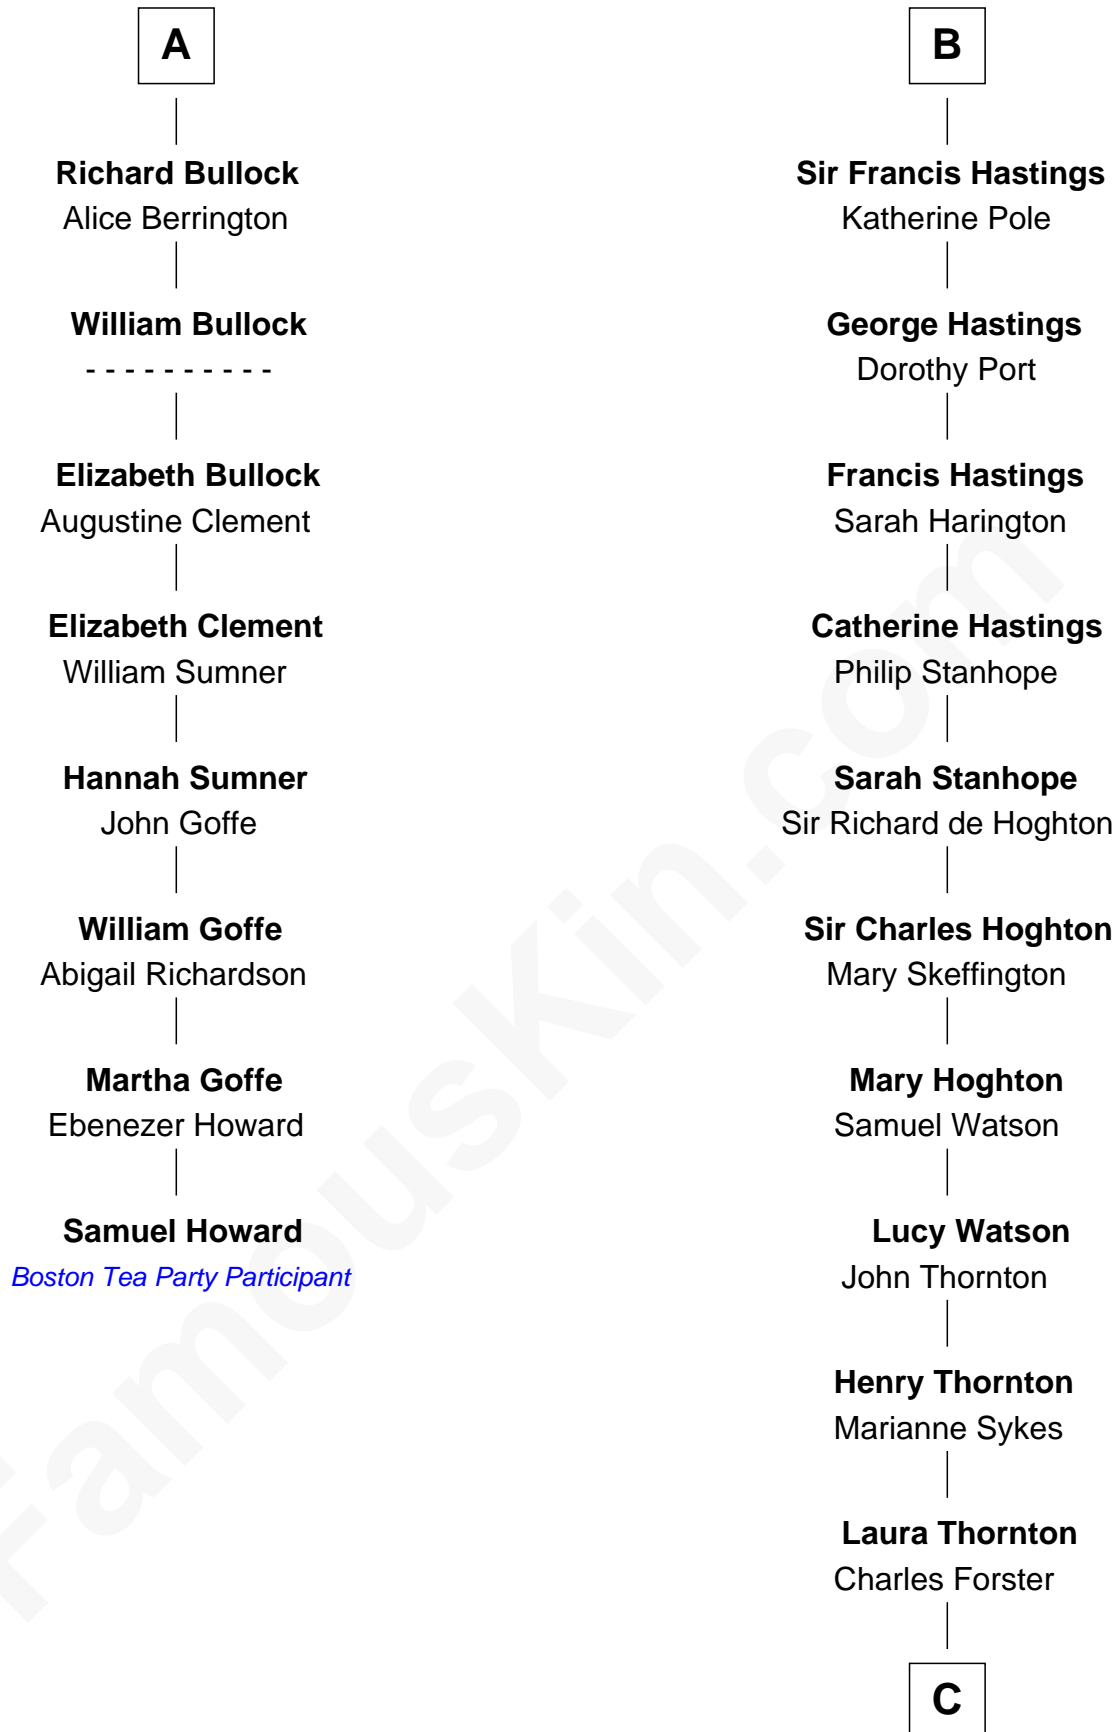 A
Richard Bullock
Alice Berrington
William Bullock
- - - - - - - - - -
Elizabeth Bullock
Augustine Clement
Elizabeth Clement
William Sumner
Hannah Sumner
John Goffe
William Goffe
Abigail Richardson
Martha Goffe
Ebenezer Howard
Samuel Howard
Boston Tea Party Participant
B
Sir Francis Hastings
Katherine Pole
George Hastings
Dorothy Port
Francis Hastings
Sarah Harington
Catherine Hastings
Philip Stanhope
Sarah Stanhope
Sir Richard de Hoghton
Sir Charles Hoghton
Mary Skeffington
Mary Hoghton
Samuel Watson
Lucy Watson
John Thornton
Henry Thornton
Marianne Sykes
Laura Thornton
Charles Forster
C
FamousKin.com